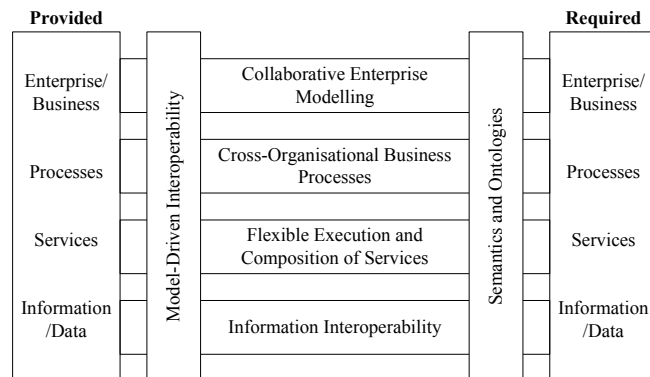 Provided
Required
Enterprise/
Business
Processes
Services
Information
/Data
Model-Driven Interoperability
Collaborative Enterprise
Modelling
Cross-Organisational Business
Processes
Flexible Execution and
Composition of Services
Information Interoperability
Semantics and Ontologies
Enterprise/
Business
Processes
Services
Information
/Data